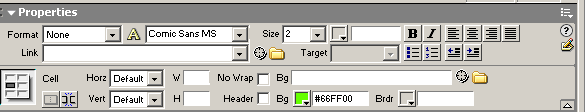 Properties
Format None Comic Sans MS Size 2 B I ?
Link Target
Cell Horz Default W No Wrap Bg
Vert Default H Header Bg #66FF00 Brdr